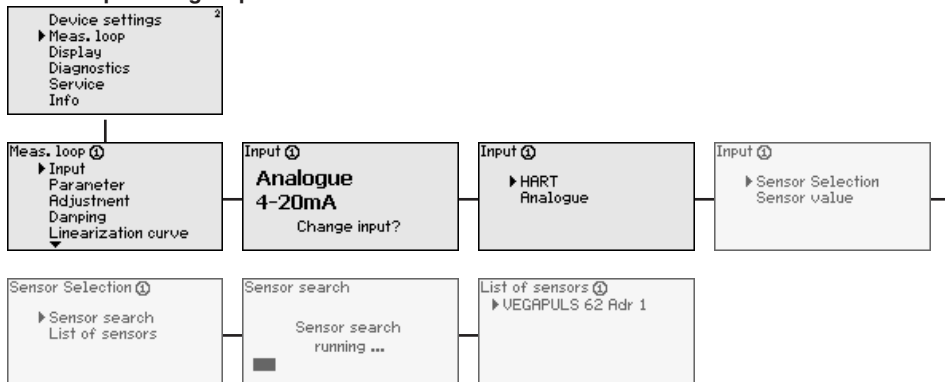 Device settings 2
▶Meas. loop
Display
Diagnostics
Service
Info
Meas. loop ①
▶Input
Parameter
Adjustment
Damping
Linearization curve
▼
Input ①
Analogue
4-20mA
Change input?
Input ①
▶HART
Analogue
Input ①
▶Sensor Selection
Sensor value
Sensor Selection ①
▶Sensor search
List of sensors
Sensor search
Sensor search
running ...
List of sensors ①
▶VEGAPULS 62 Adr 1